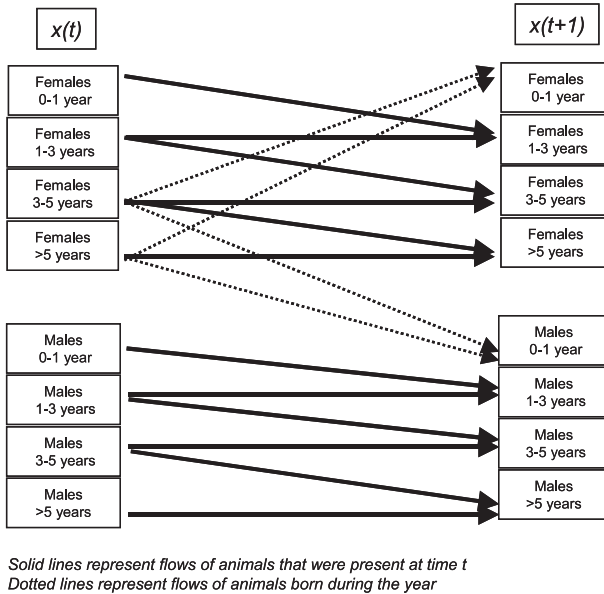 x(t)
x(t+1)
Females
0-1 year
Females
1-3 years
Females
3-5 years
Females
>5 years
Females
0-1 year
Females
1-3 years
Females
3-5 years
Females
>5 years
Males
0-1 year
Males
1-3 years
Males
3-5 years
Males
>5 years
Males
0-1 year
Males
1-3 years
Males
3-5 years
Males
>5 years
Solid lines represent flows of animals that were present at time t
Dotted lines represent flows of animals born during the year